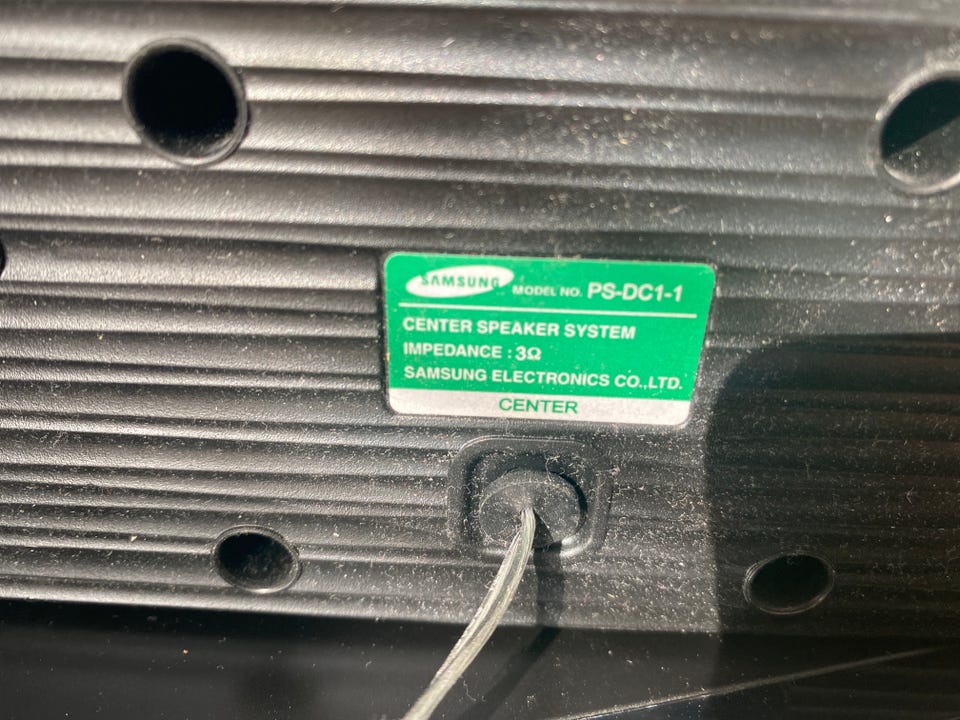 SAMSUNG MODEL NO. PS-DC1-1
CENTER SPEAKER SYSTEM
IMPEDANCE : 3Ω
SAMSUNG ELECTRONICS CO.,LTD.
CENTER